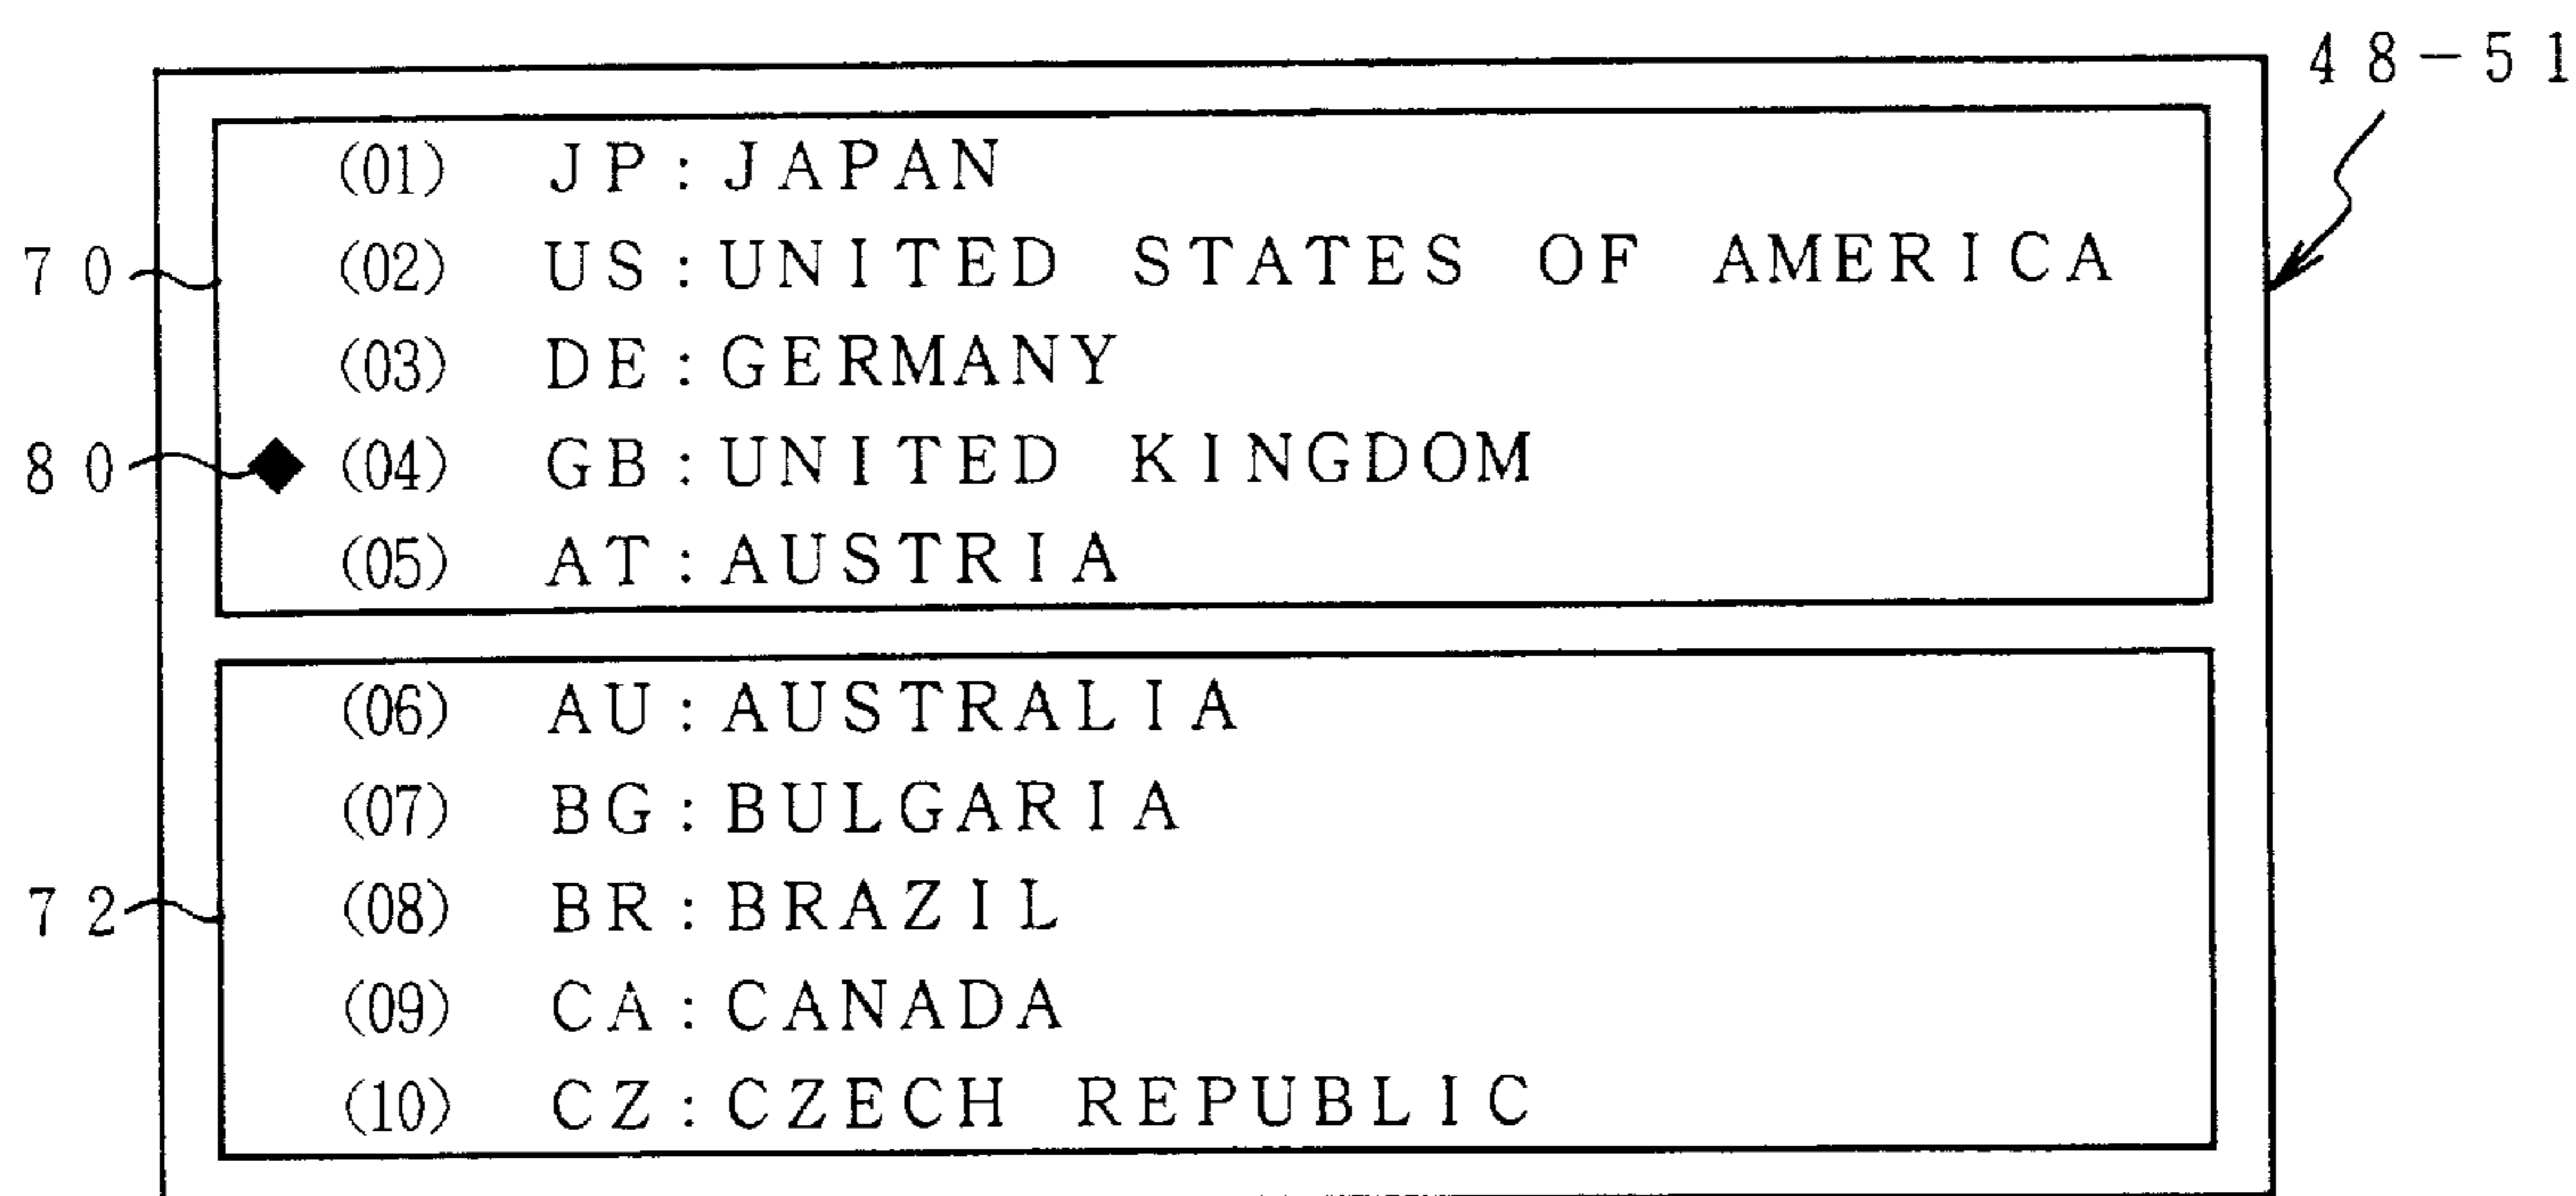 48-51
(01) JP:JAPAN
70 (02) US:UNITED STATES OF AMERICA
(03) DE:GERMANY
80 ◆ (04) GB:UNITED KINGDOM
(05) AT:AUSTRIA
(06) AU:AUSTRALIA
(07) BG:BULGARIA
72 (08) BR:BRAZIL
(09) CA:CANADA
(10) CZ:CZECH REPUBLIC